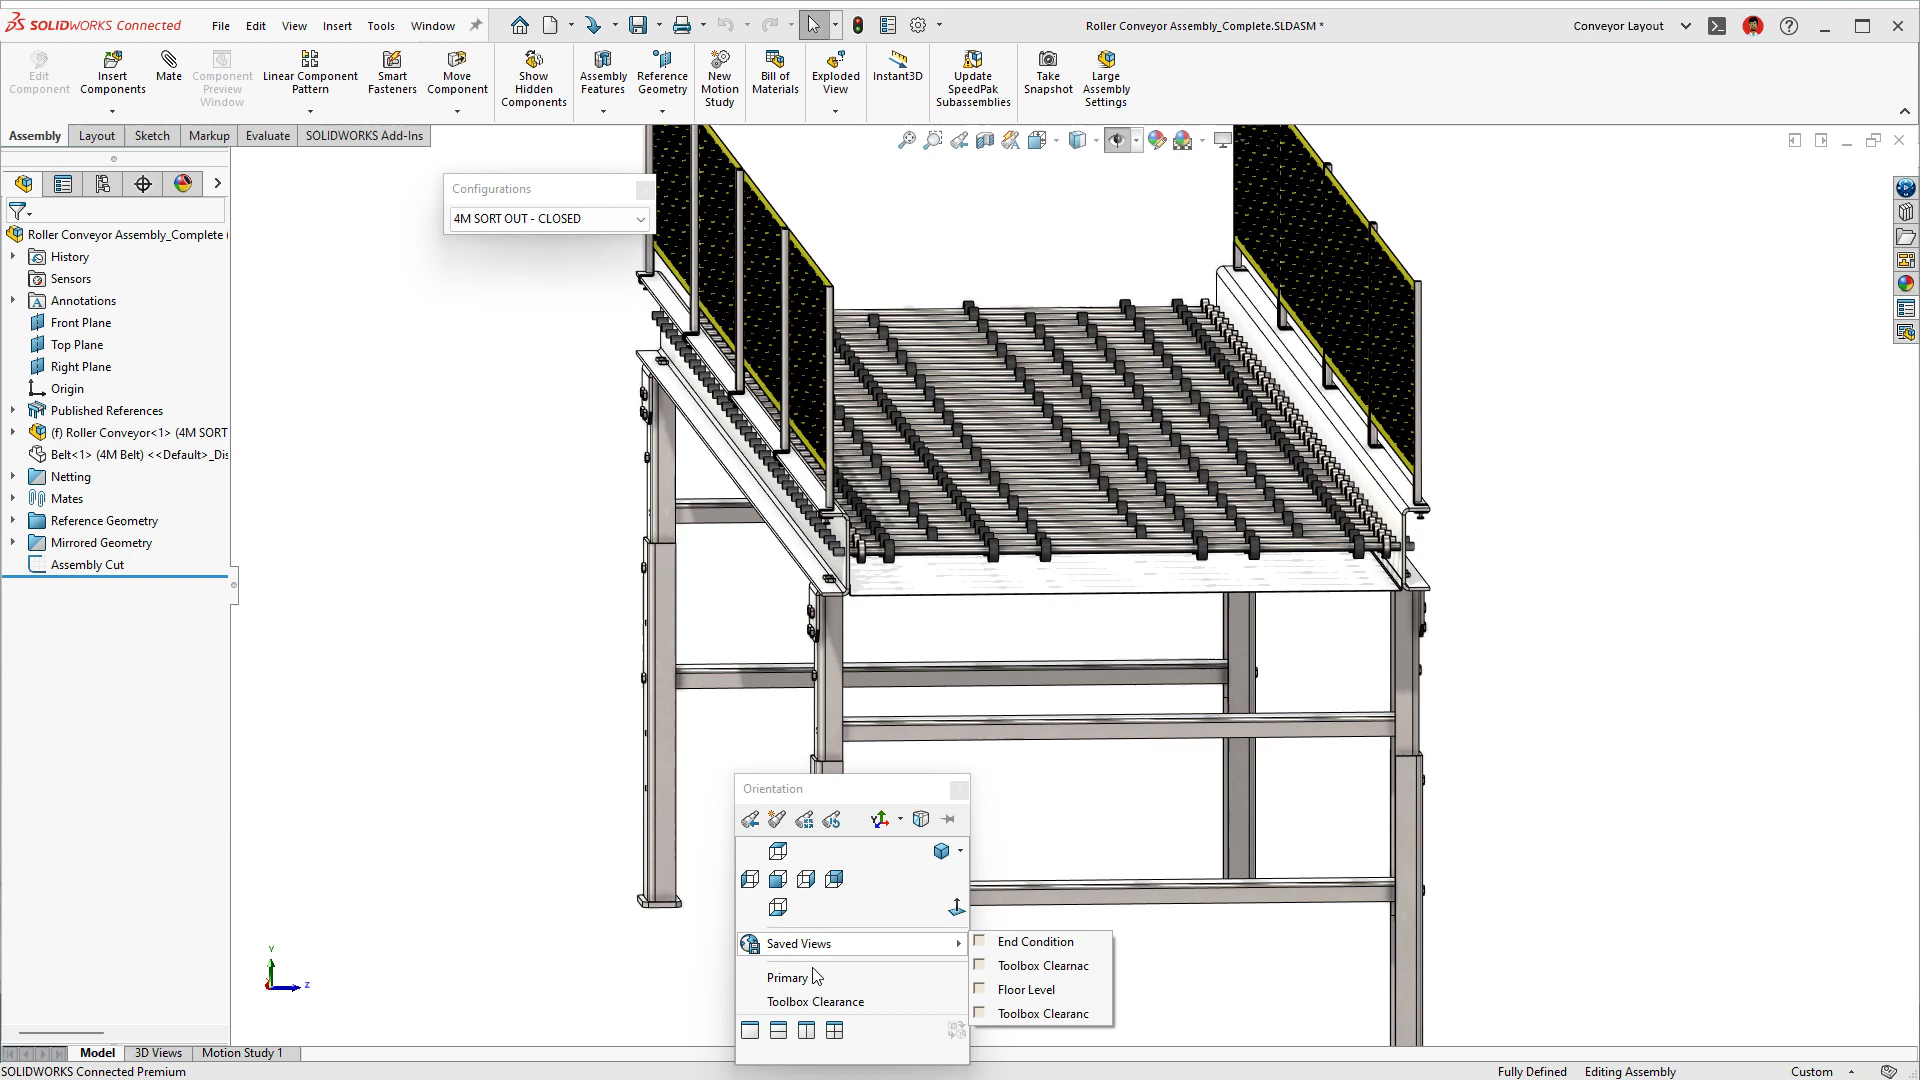 SOLIDWORKS Connected
File Edit View Insert Tools Window
Roller Conveyor Assembly_Complete.SLDASM *
Conveyor Layout
Edit Component
Insert Components
Mate
Component Preview Window
Linear Component Pattern
Smart Fasteners
Move Component
Show Hidden Components
Assembly Features
Reference Geometry
New Motion Study
Bill of Materials
Exploded View
Instant3D
Update SpeedPak Subassemblies
Take Snapshot
Large Assembly Settings
Assembly Layout Sketch Markup Evaluate SOLIDWORKS Add-Ins
Configurations
4M SORT OUT - CLOSED
Roller Conveyor Assembly_Complete (
History
Sensors
Annotations
Front Plane
Top Plane
Right Plane
Origin
Published References
(f) Roller Conveyor<1> (4M SORT
Belt<1> (4M Belt) <<Default>_Dis
Netting
Mates
Reference Geometry
Mirrored Geometry
Assembly Cut
Orientation
Saved Views
Primary
Toolbox Clearance
End Condition
Toolbox Clearnac
Floor Level
Toolbox Clearanc
Y
Z
Model 3D Views Motion Study 1
SOLIDWORKS Connected Premium
Fully Defined Editing Assembly Custom